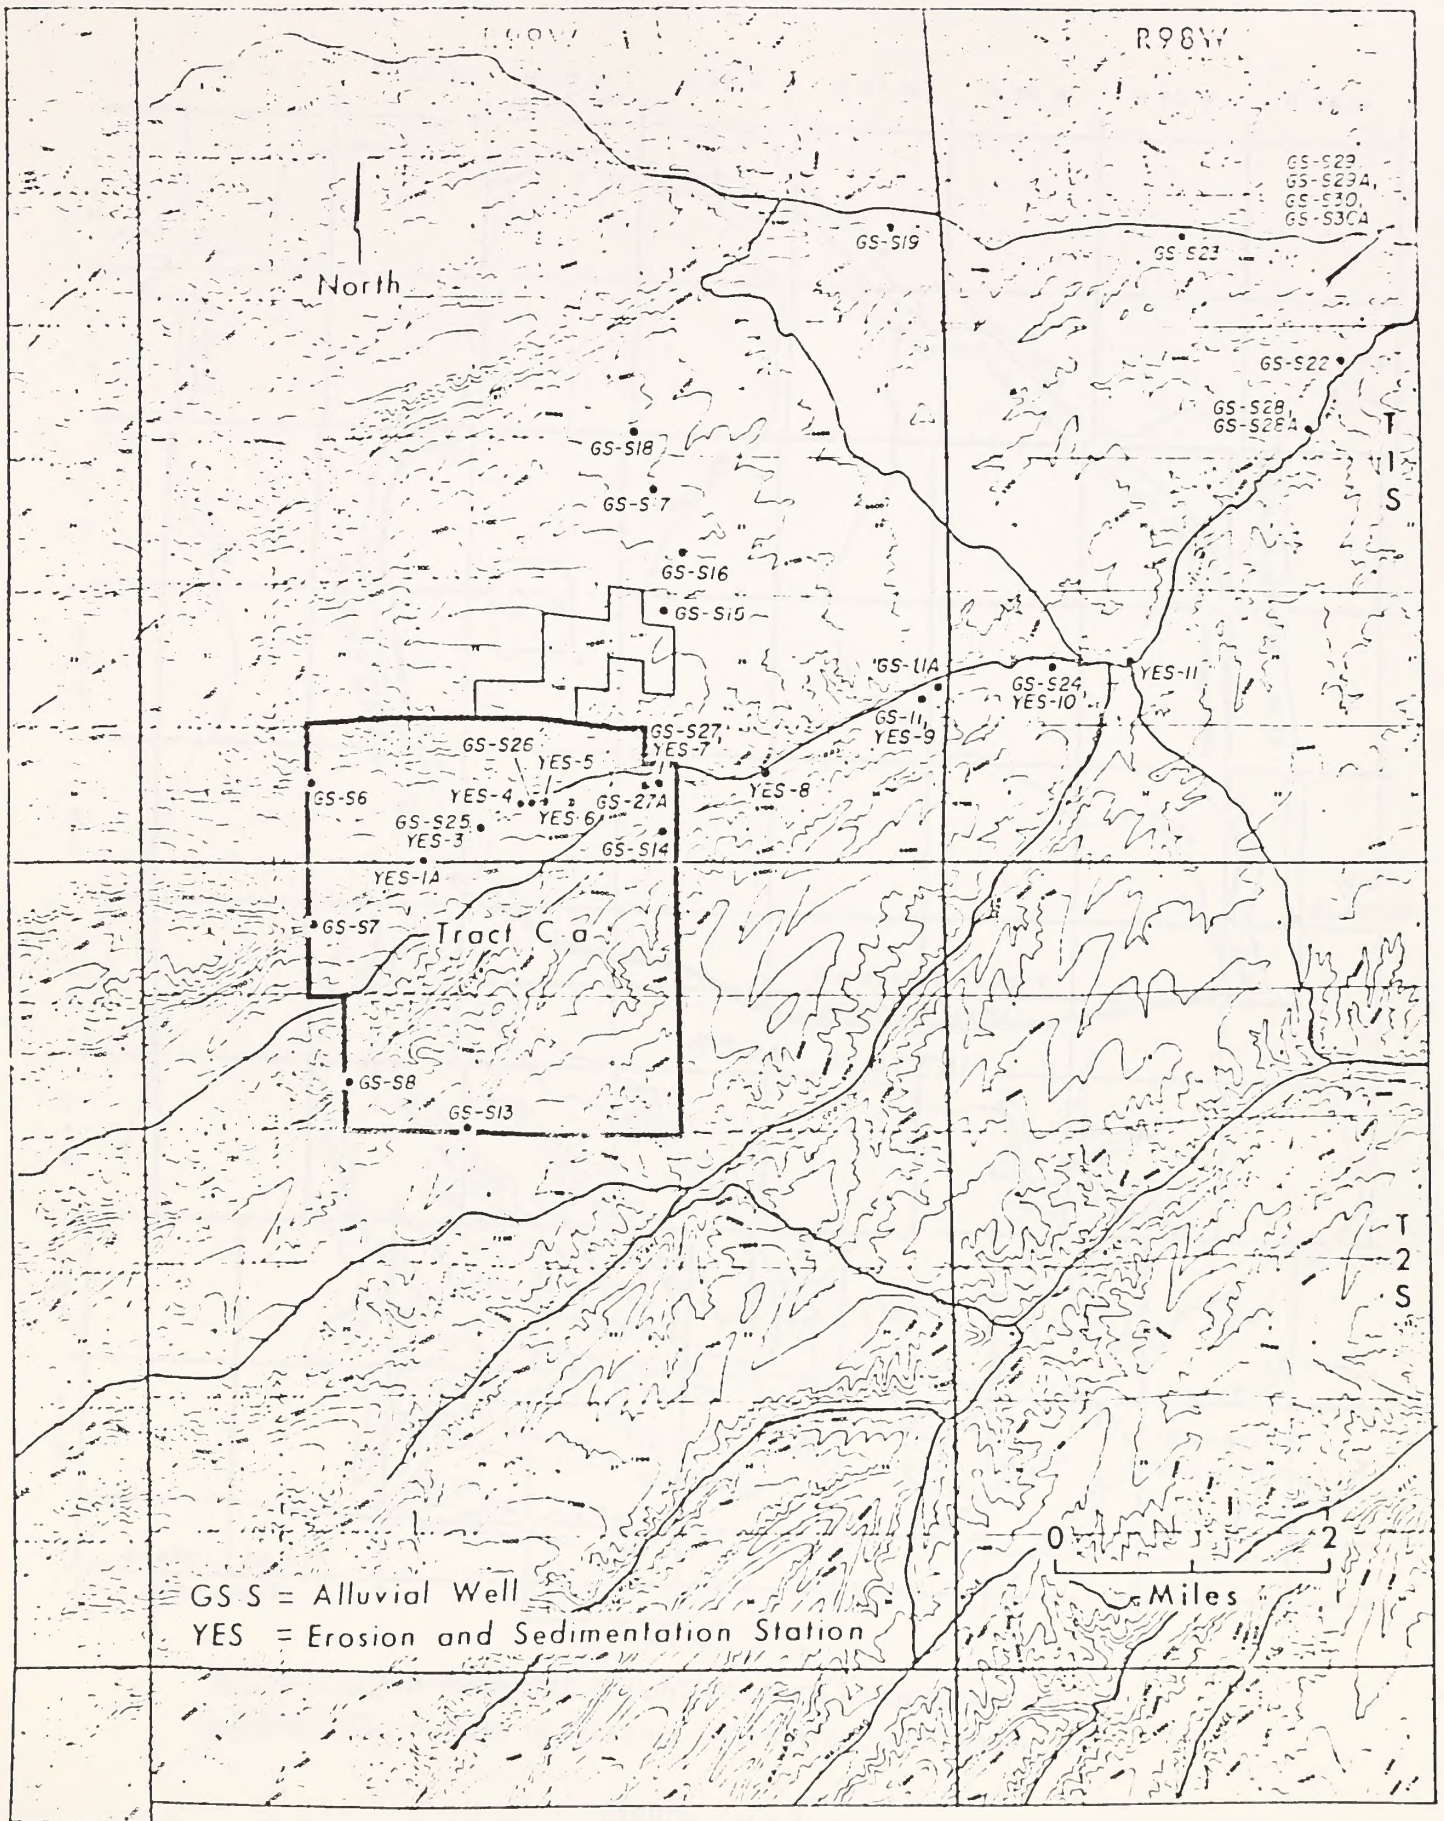 R98W
GS-S29,
GS-S29A,
GS-S30,
GS-S30A
GS-S19
GS-S23
North
GS-S22
GS-S28,
GS-S28A
T
1
S
GS-S18
GS-S17
GS-S16
GS-S15
GS-11A
YES-11
GS-S24,
YES-10
GS-11,
YES-9
GS-S27,
YES-7
GS-S26
YES-5
YES-8
GS-S6
YES-4
GS-27A
YES-6
GS-S25,
YES-3
GS-S14
YES-1A
GS-S7
Tract C-a
GS-S8
GS-S13
T
2
S
0 1 2
Miles
GS S = Alluvial Well
YES = Erosion and Sedimentation Station